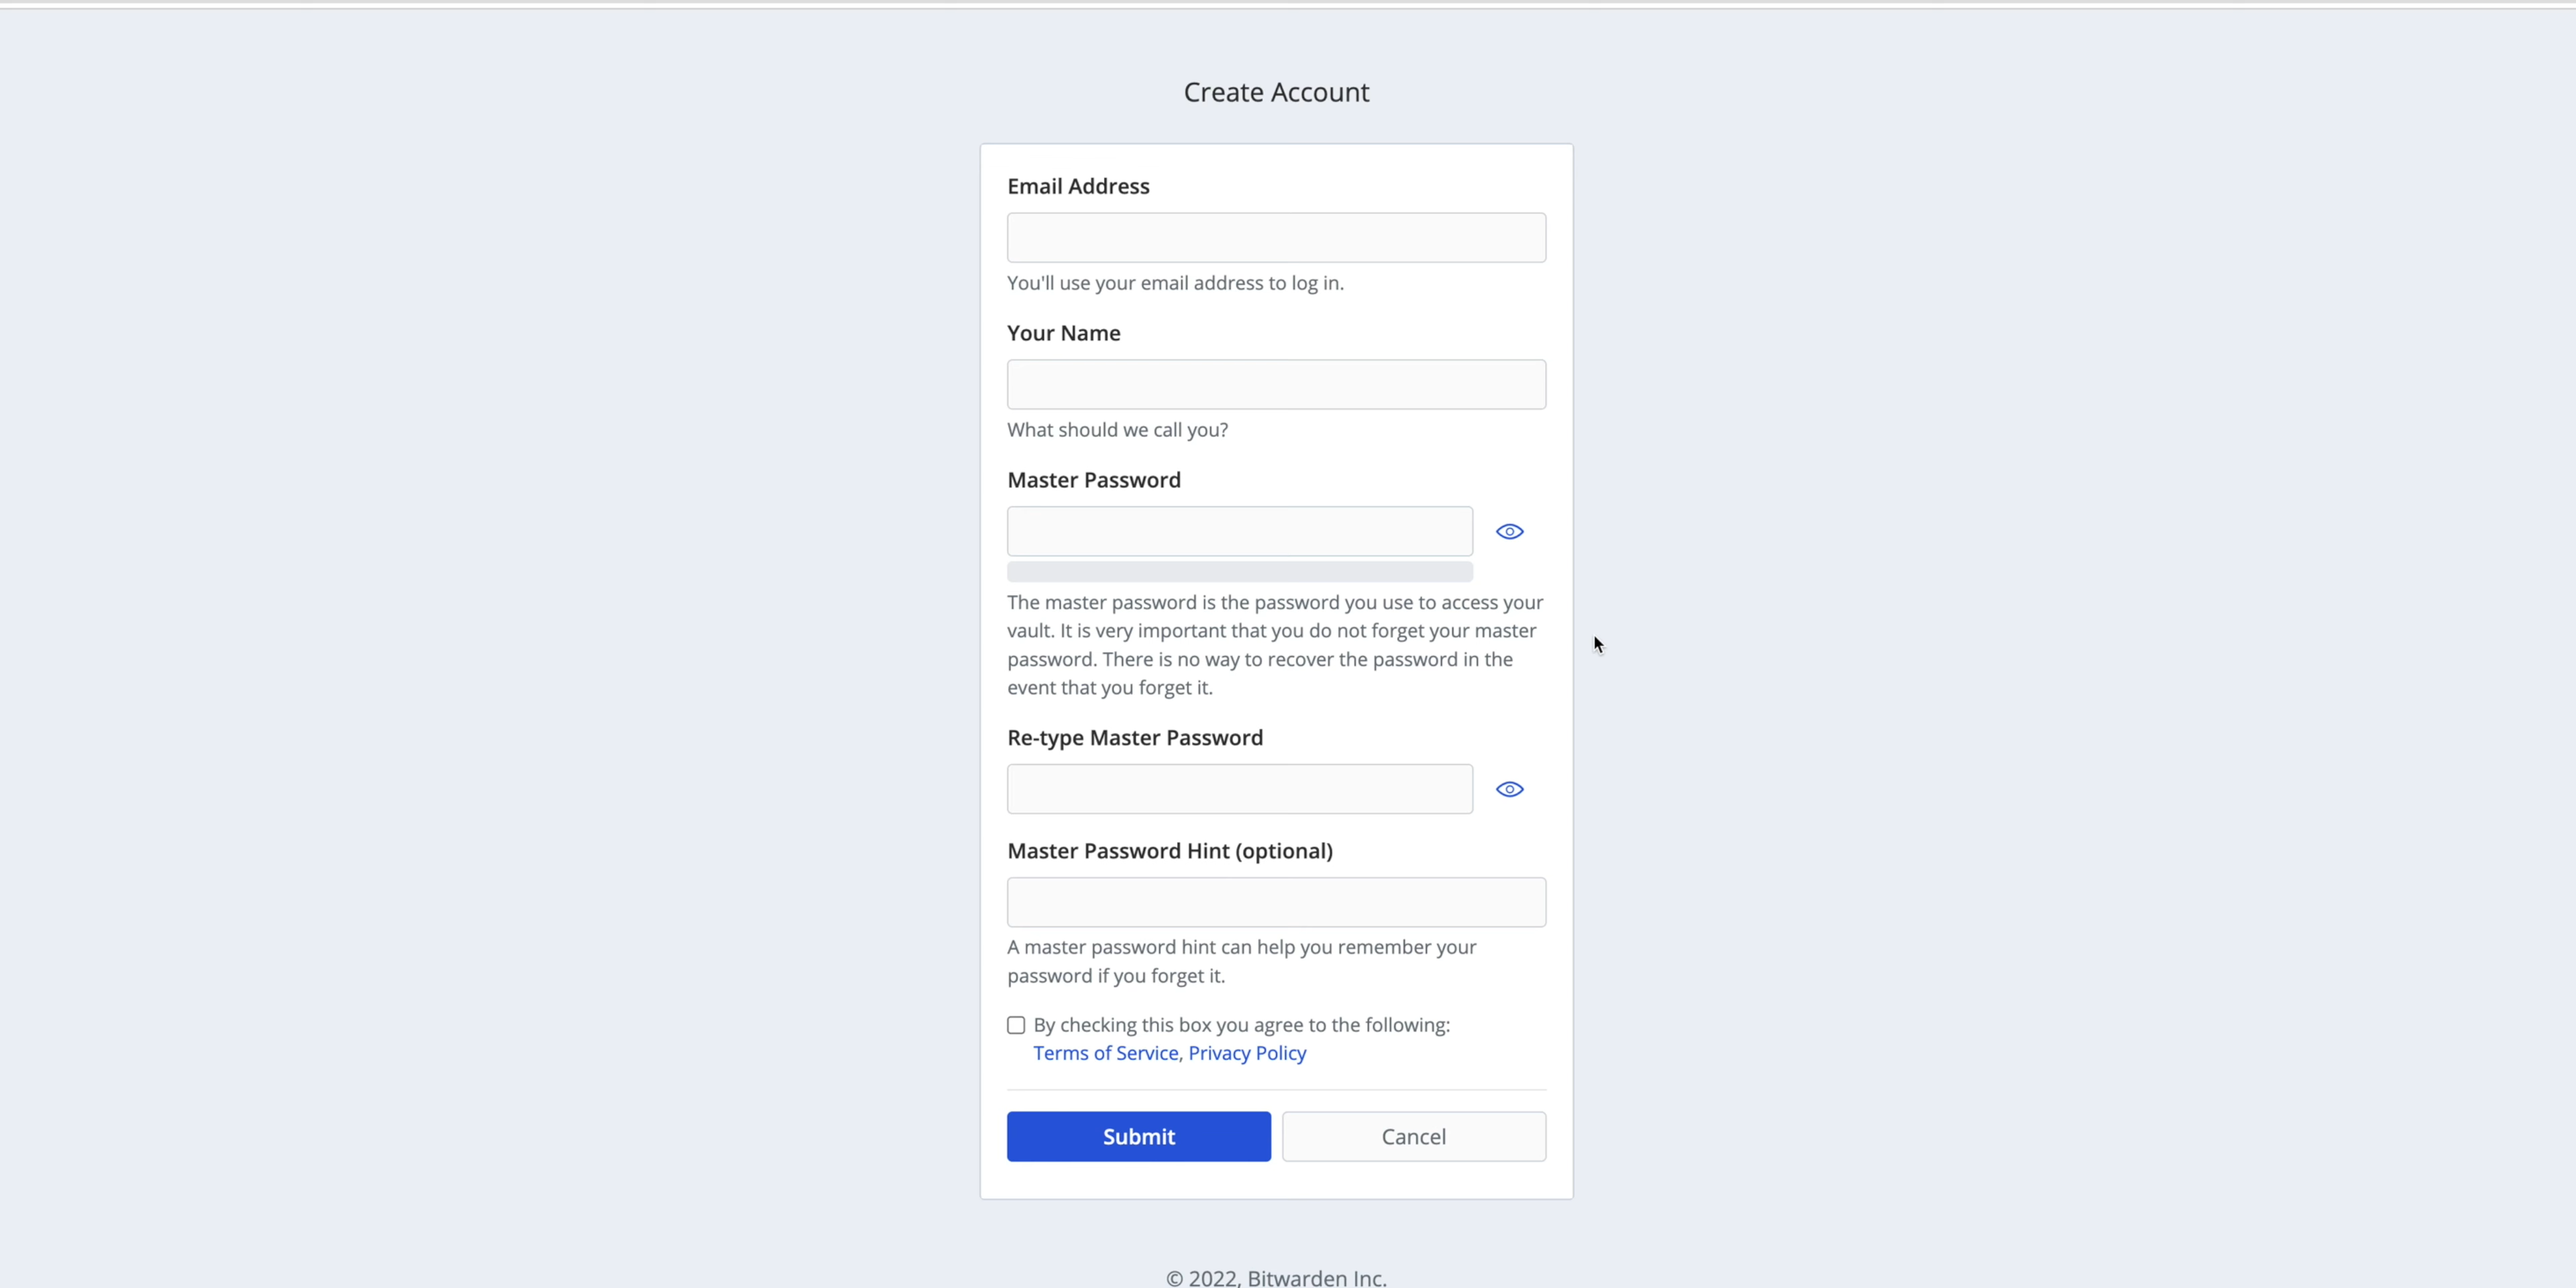 Create Account
Email Address
You'll use your email address to log in.
Your Name
What should we call you?
Master Password
The master password is the password you use to access your
vault. It is very important that you do not forget your master
password. There is no way to recover the password in the
event that you forget it.
Re-type Master Password
Master Password Hint (optional)
A master password hint can help you remember your
password if you forget it.
By checking this box you agree to the following:
Terms of Service, Privacy Policy
Submit
Cancel
© 2022, Bitwarden Inc.